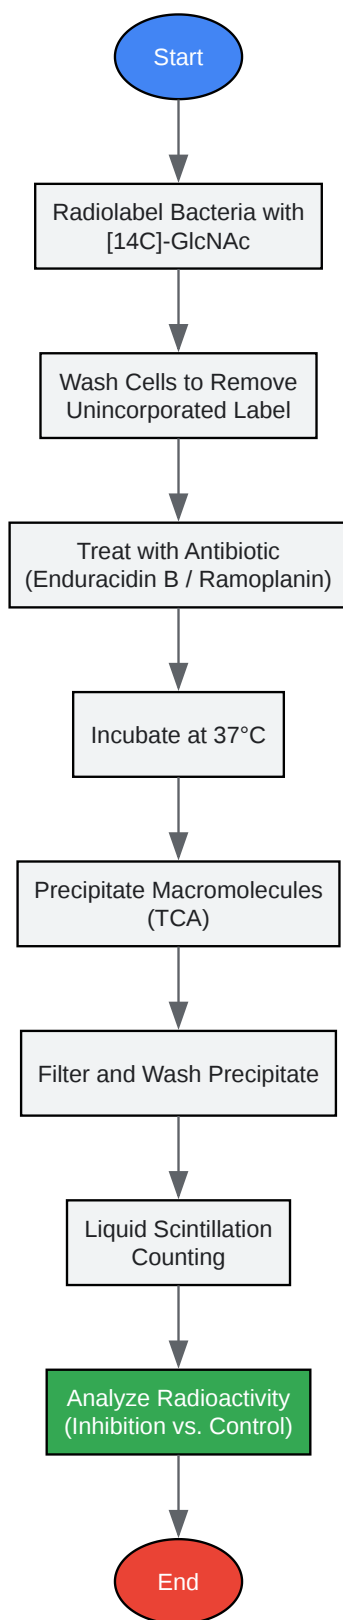 Start
Radiolabel Bacteria with
[14C]-GlcNAc
Wash Cells to Remove
Unincorporated Label
Treat with Antibiotic
(Enduracidin B / Ramoplanin)
Incubate at 37°C
Precipitate Macromolecules
(TCA)
Filter and Wash Precipitate
Liquid Scintillation
Counting
Analyze Radioactivity
(Inhibition vs. Control)
End